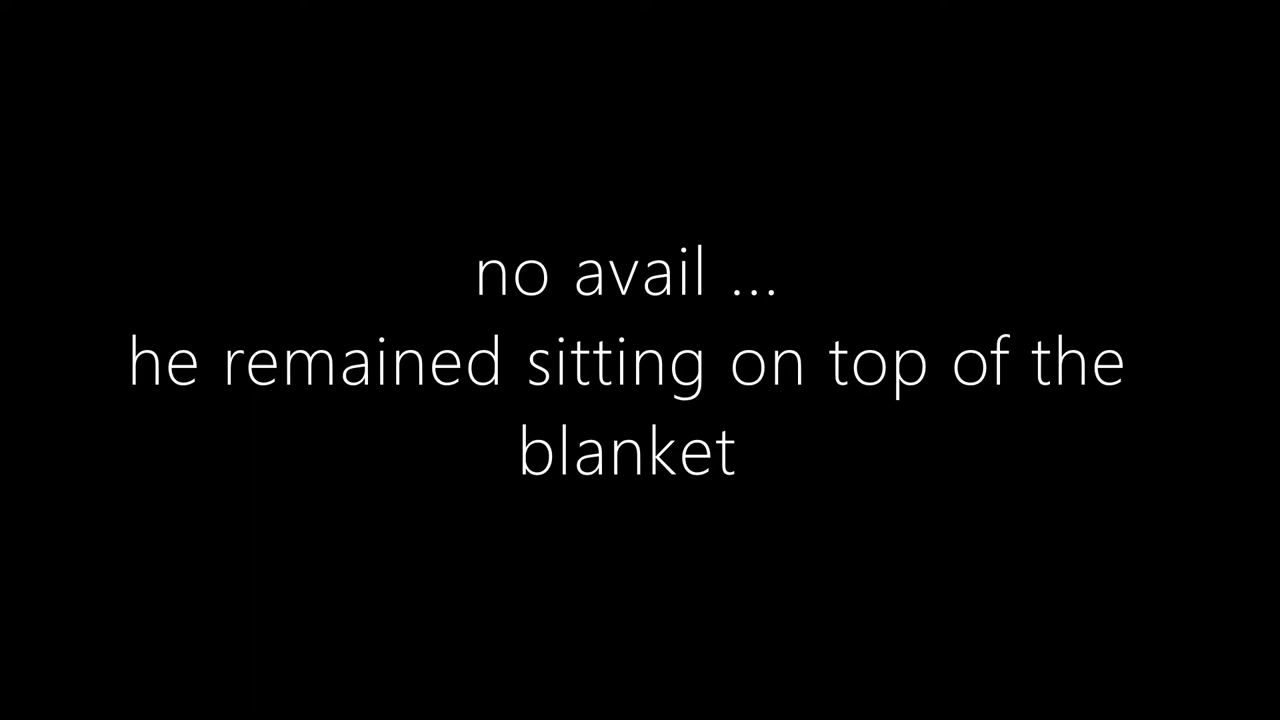 no avail ...
he remained sitting on top of the
blanket